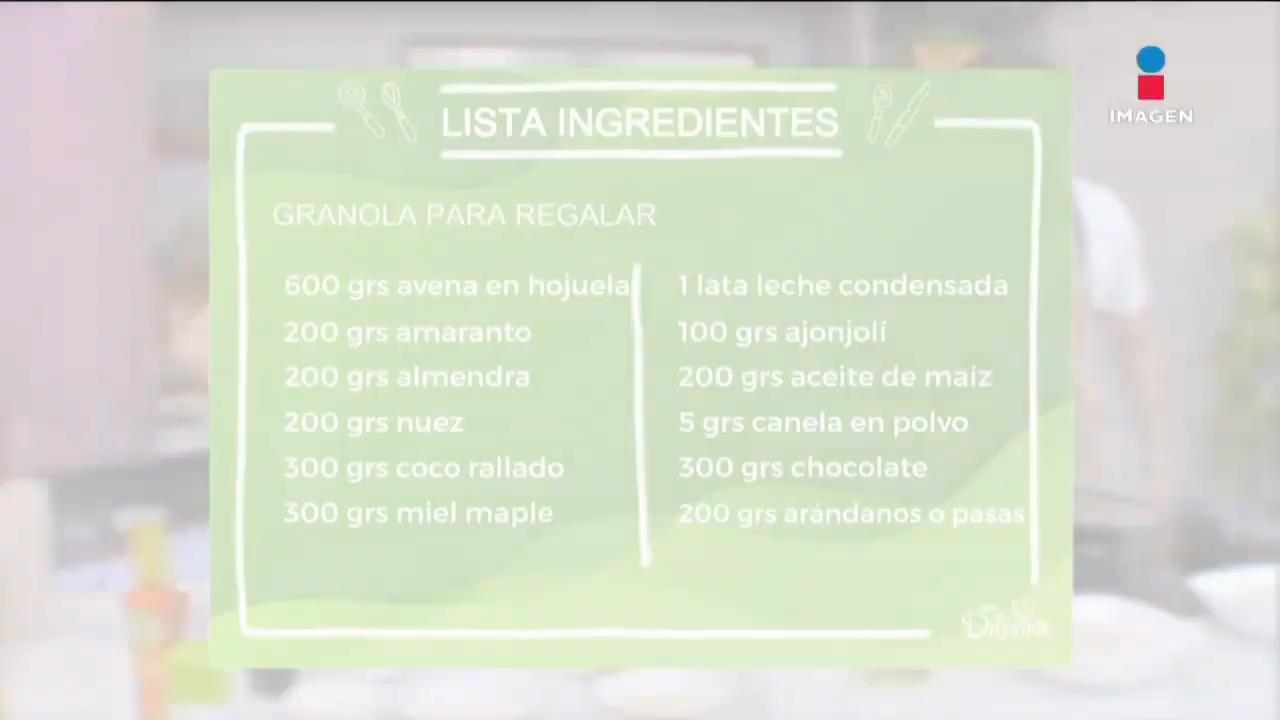 IMAGEN
LISTA INGREDIENTES
GRANOLA PARA REGALAR
600 grs avena en hojuela
200 grs amaranto
200 grs almendra
200 grs nuez
300 grs coco rallado
300 grs miel maple
1 lata leche condensada
100 grs ajonjolí
200 grs aceite de maíz
5 grs canela en polvo
300 grs chocolate
200 grs arándanos o pasas